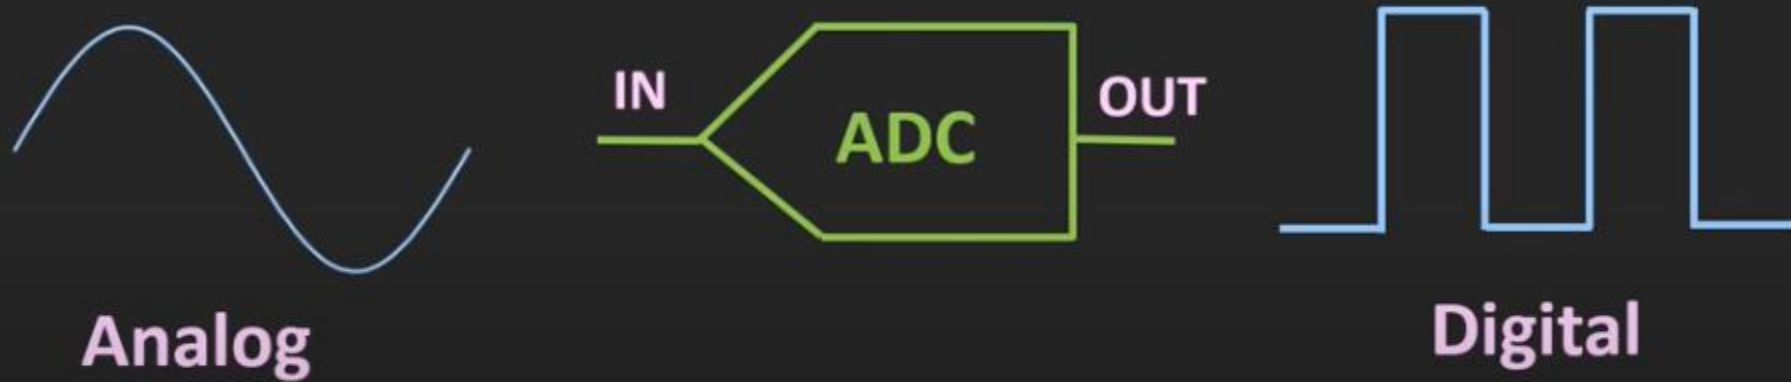 IN
ADC
OUT
Analog
Digital